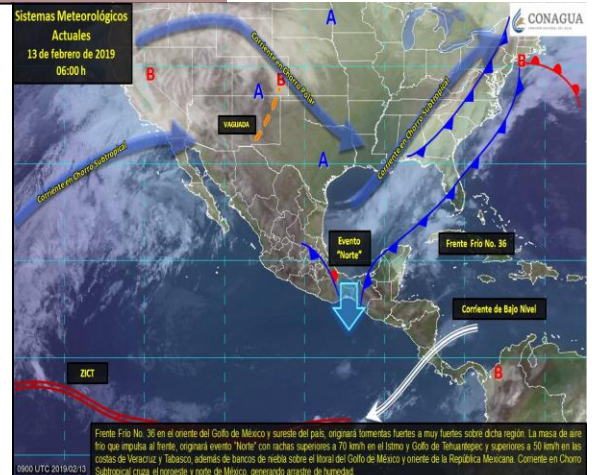 Sistemas Meteorológicos
Actuales
13 de febrero de 2019
06:00 h
A
CONAGUA
B
Corriente en Chorro Polar
B
B
A
VAGUADA
Corriente en Chorro Subtropical
A
Corriente en Chorro Subtropical
Evento
"Norte"
Frente Frío No. 36
Corriente de Bajo Nivel
ZICT
B
Frente Frío No. 36 en el oriente del Golfo de México y sureste del país, originará tormentas fuertes a muy fuertes sobre dicha región. La masa de aire
frío que impulsa al frente, originará evento "Norte" con rachas superiores a 70 km/h en el Istmo y Golfo de Tehuantepec y superiores a 50 km/h en las
costas de Veracruz y Tabasco, además de bancos de niebla sobre el litoral del Golfo de México y oriente de la República Mexicana. Corriente en Chorro
Subtropical cruza el noroeste y norte de México, generando arrastre de humedad.
0900 UTC 2019/02/13